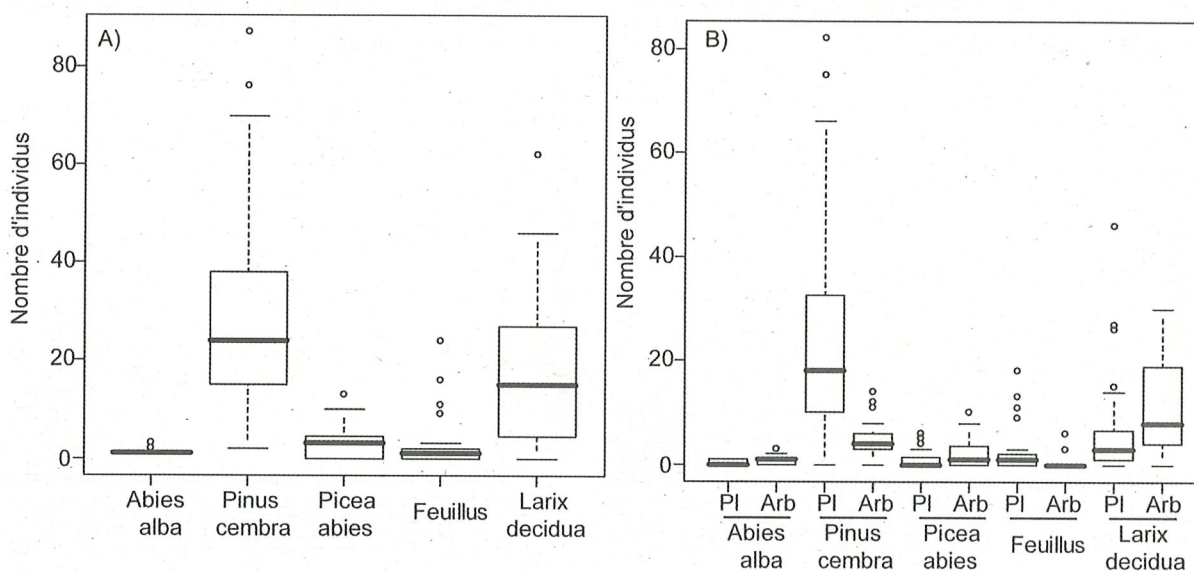 A)
Nombre d'individus
80
60
40
20
0
Abies alba
Pinus cembra
Picea abies
Feuillus
Larix decidua
B)
Nombre d'individus
80
60
40
20
0
Pl Arb Pl Arb Pl Arb Pl Arb Pl Arb
Abies alba
Pinus cembra
Picea abies
Feuillus
Larix decidua